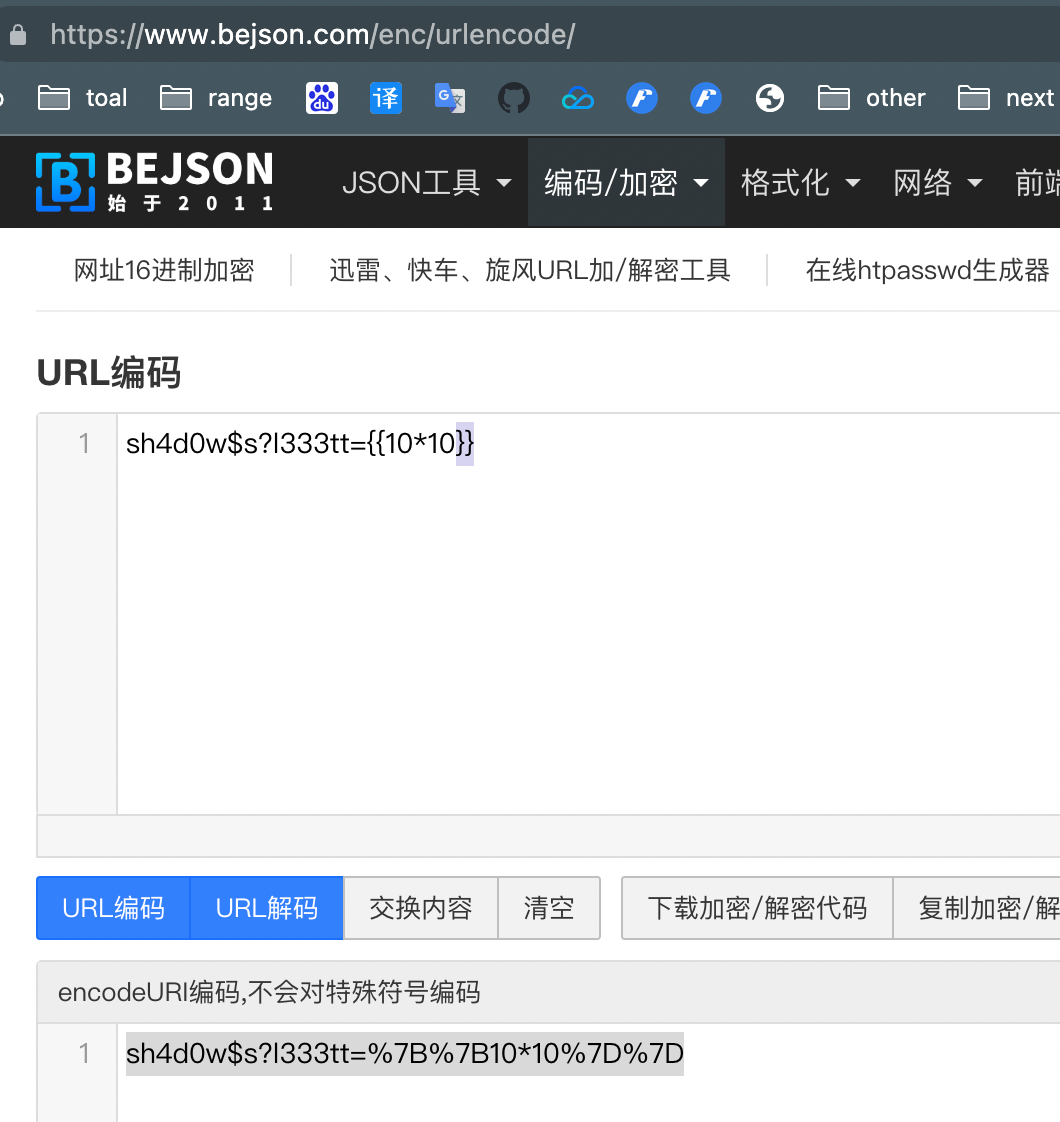 https://www.bejson.com/enc/urlencode/
toal range du 译 G 文 other next
BEJSON
始于2011
JSON工具 编码/加密 格式化 网络 前端
网址16进制加密 迅雷、快车、旋风URL加/解密工具 在线htpasswd生成器
URL编码
1 sh4d0w$s?l333tt={{10*10}}
URL编码 URL解码 交换内容 清空 下载加密/解密代码 复制加密/解
encodeURI编码,不会对特殊符号编码
1 sh4d0w$s?l333tt=%7B%7B10*10%7D%7D